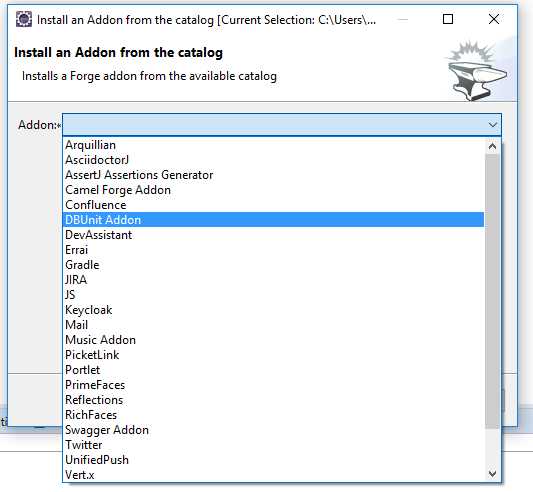 Install an Addon from the catalog [Current Selection: C:\Users\...
Install an Addon from the catalog
Installs a Forge addon from the available catalog
Addon:*
Arquillian
AsciidoctorJ
AssertJ Assertions Generator
Camel Forge Addon
Confluence
DBUnit Addon
DevAssistant
Errai
Gradle
JIRA
JS
Keycloak
Mail
Music Addon
PicketLink
Portlet
PrimeFaces
Reflections
RichFaces
Swagger Addon
Twitter
UnifiedPush
Vert.x